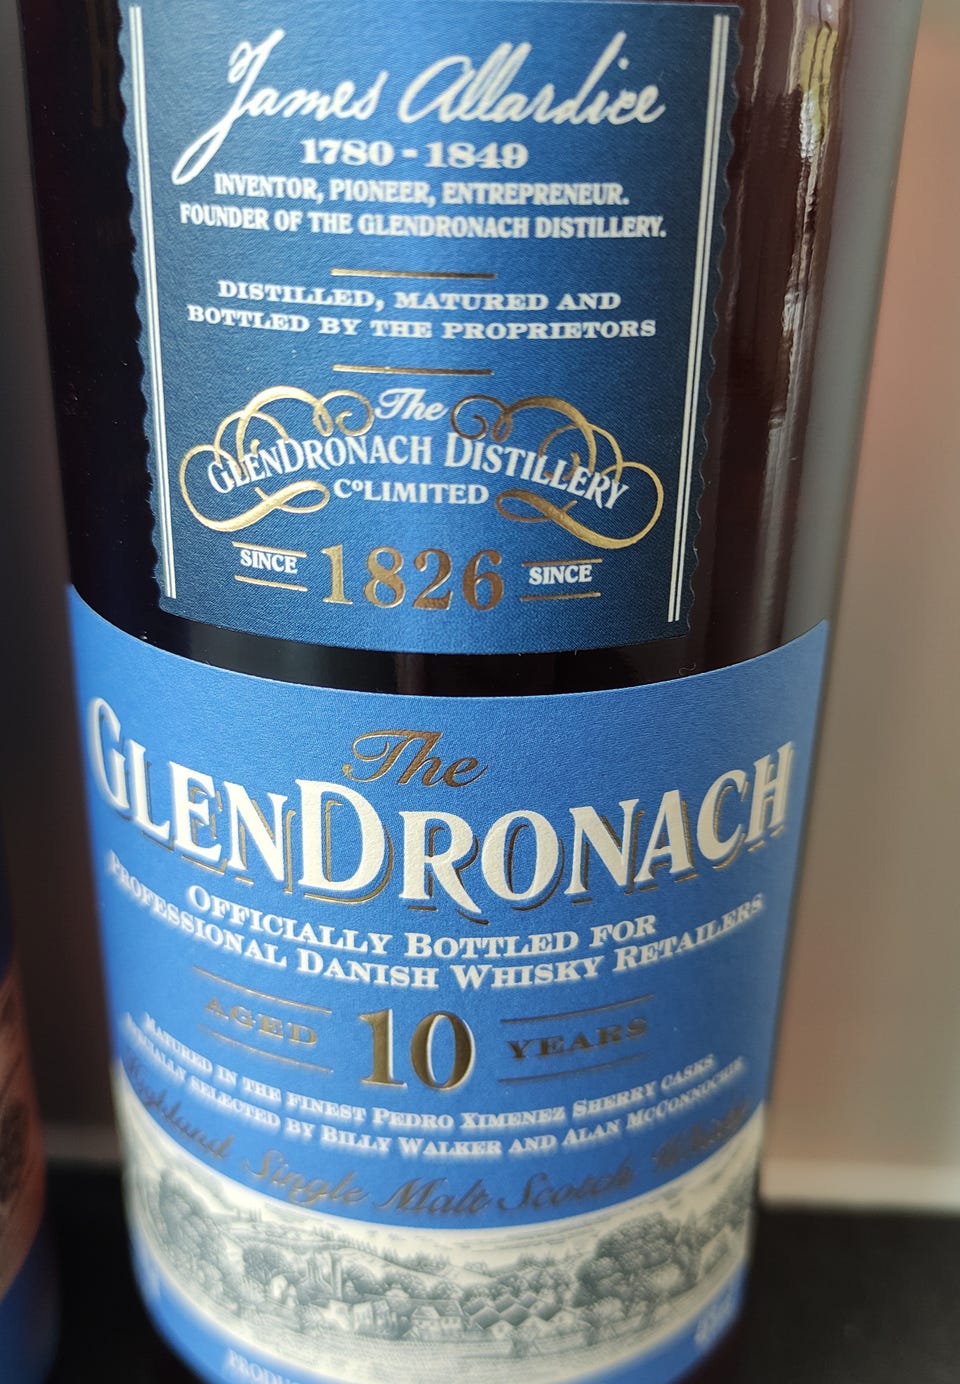 James Allardice
1780 - 1849
INVENTOR, PIONEER, ENTREPRENEUR.
FOUNDER OF THE GLENDRONACH DISTILLERY.
DISTILLED, MATURED AND
BOTTLED BY THE PROPRIETORS
The
GLENDRONACH DISTILLERY
Co LIMITED
SINCE 1826 SINCE
The
GLENDRONACH
OFFICIALLY BOTTLED FOR
PROFESSIONAL DANISH WHISKY RETAILERS
AGED 10 YEARS
MATURED IN THE FINEST PEDRO XIMENEZ SHERRY CASKS
SELECTED BY BILLY WALKER AND ALAN MCCONNOCHIE
Highland Single Malt Scotch Whisky